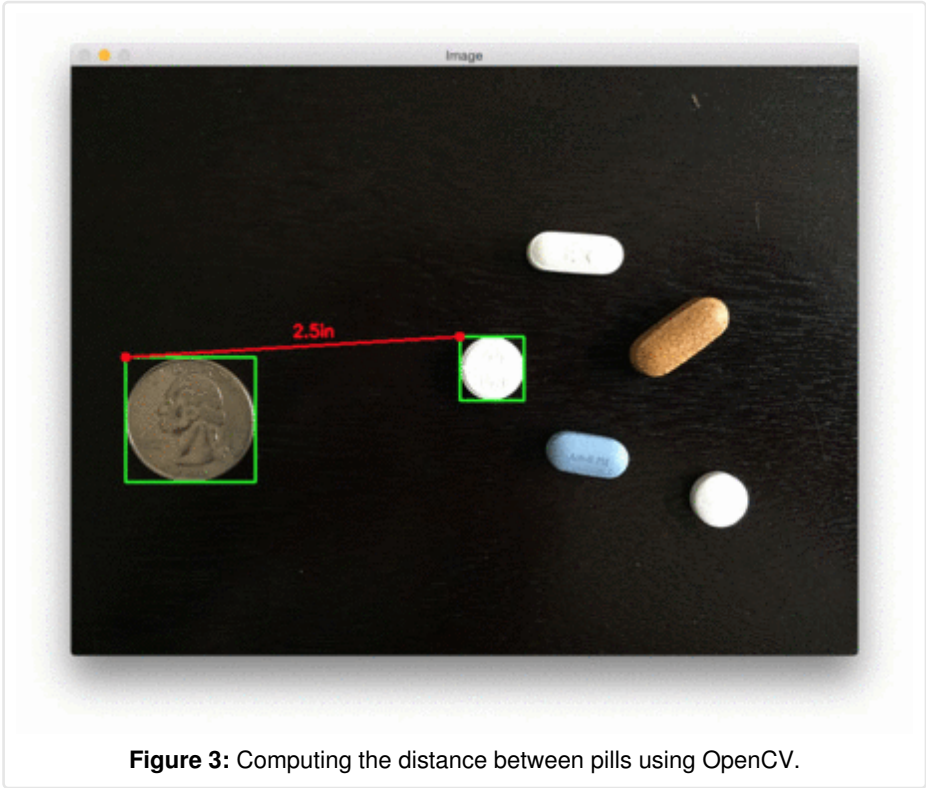 Image
2.5in
Figure 3: Computing the distance between pills using OpenCV.